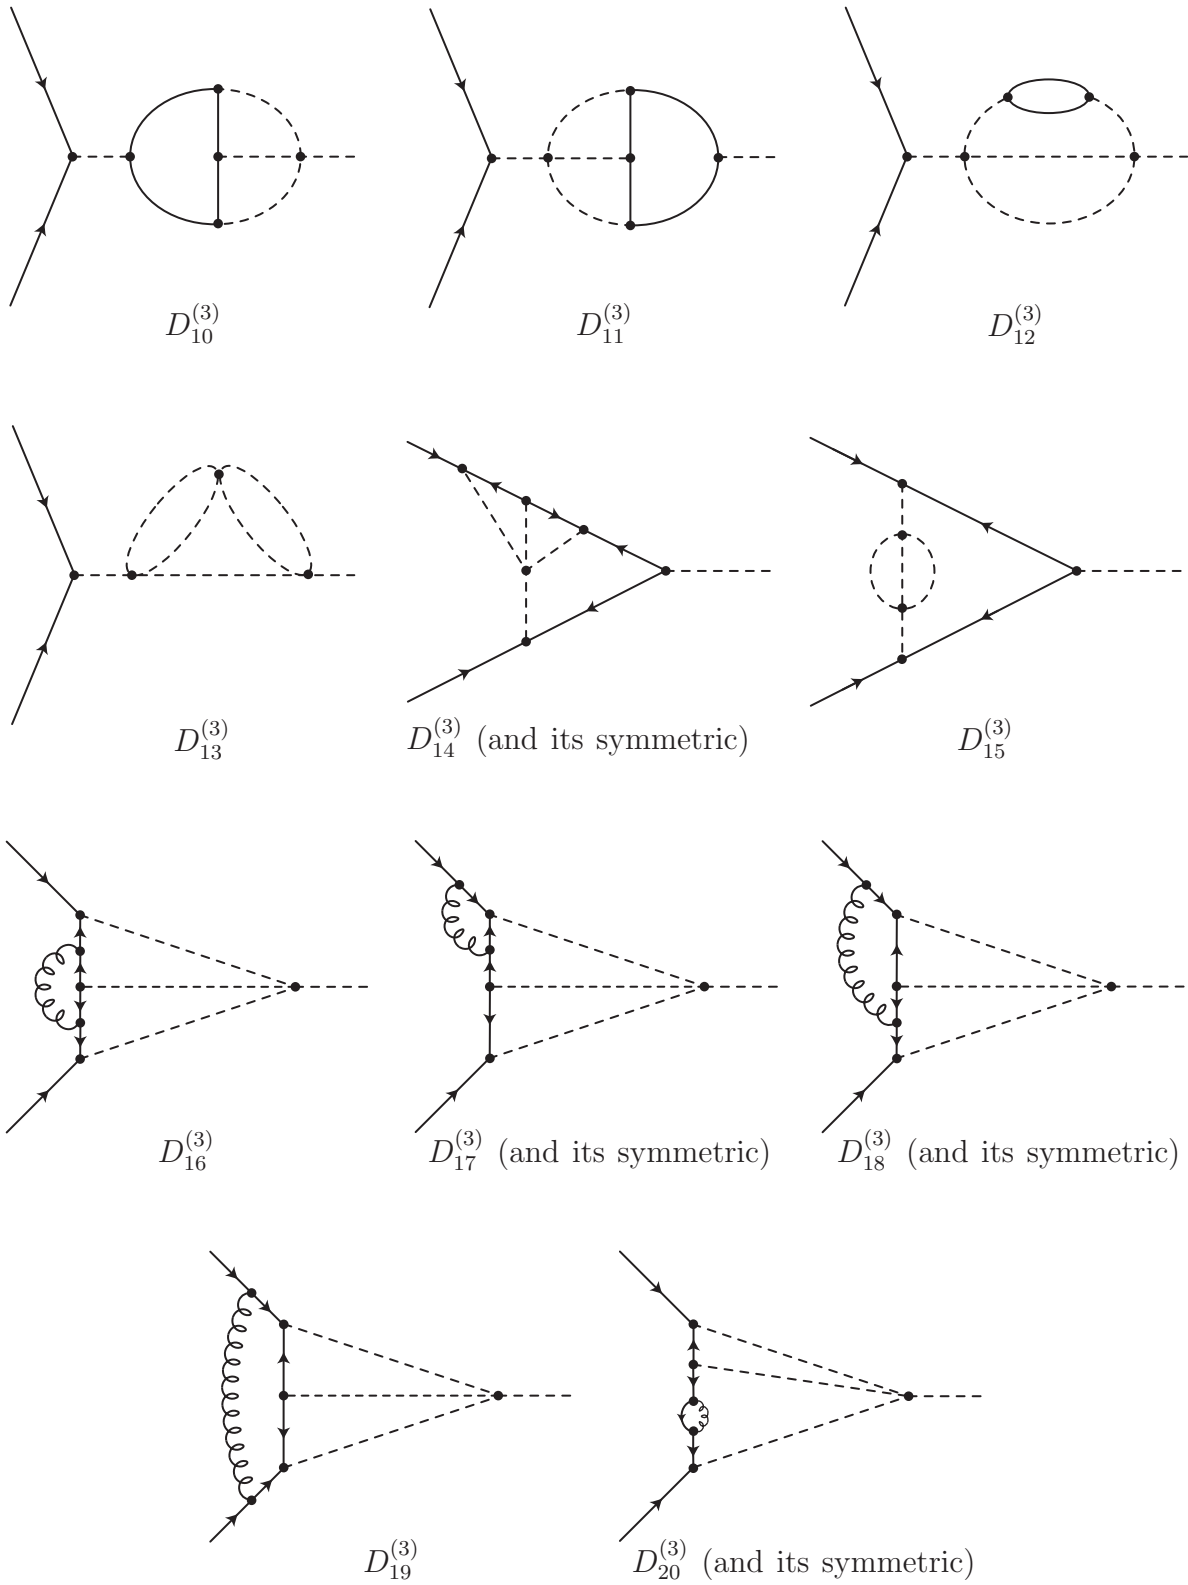 $D_{10}^{(3)}$ $D_{11}^{(3)}$ $D_{12}^{(3)}$
$D_{13}^{(3)}$ $D_{14}^{(3)}$ (and its symmetric) $D_{15}^{(3)}$
$D_{16}^{(3)}$ $D_{17}^{(3)}$ (and its symmetric) $D_{18}^{(3)}$ (and its symmetric)
$D_{19}^{(3)}$ $D_{20}^{(3)}$ (and its symmetric)